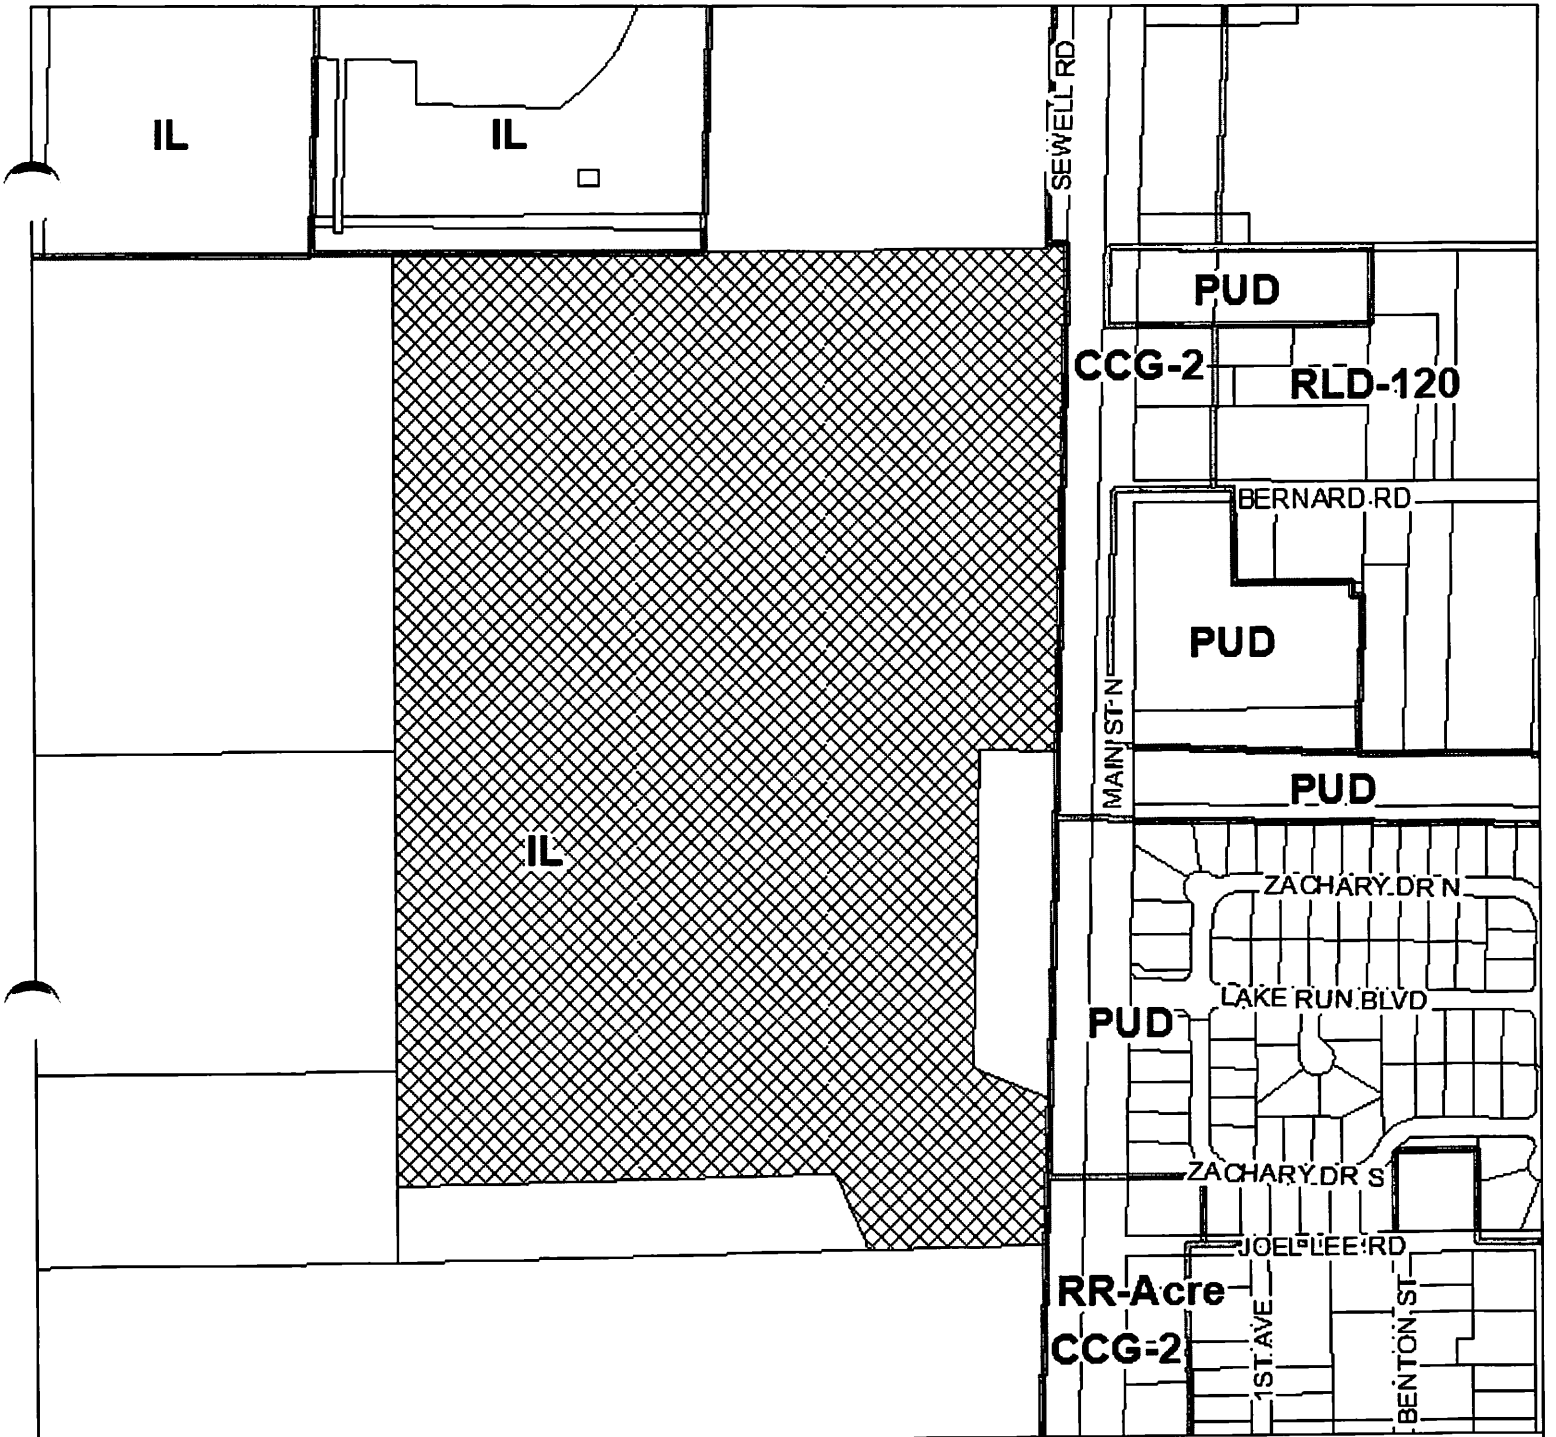 IL
IL
SEWELL RD
PUD
CCG-2
RLD-120
BERNARD RD
PUD
MAIN ST N
PUD
IL
ZACHARY DR N
LAKE RUN BLVD
PUD
ZACHARY DR S
JOEL LEE RD
RR-Acre
CCG-2
1ST AVE
BENTON ST